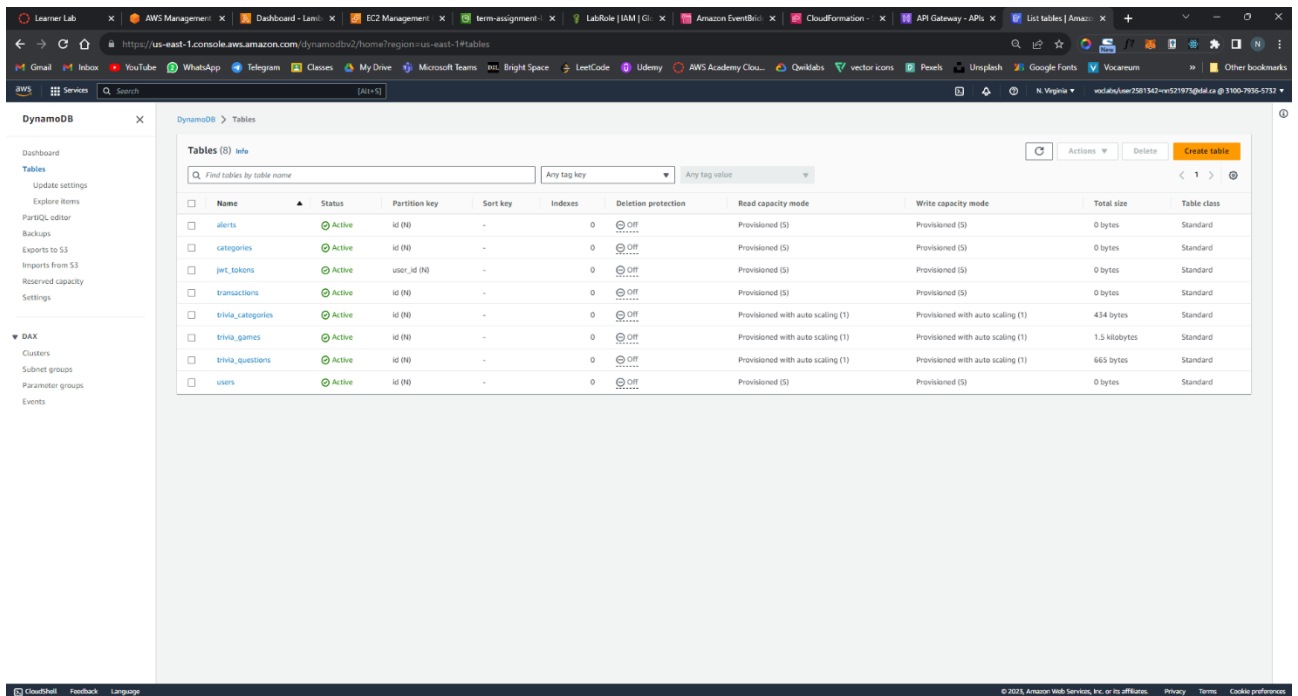 Learner Lab AWS Management Dashboard - Lamb EC2 Management term-assignment- LabRole | IAM | Gl Amazon EventBrid CloudFormation - API Gateway - APIs List tables | Amaz
https://us-east-1.console.aws.amazon.com/dynamodbv2/home?region=us-east-1#tables
Gmail Inbox YouTube WhatsApp Telegram Classes My Drive Microsoft Teams Bright Space LeetCode Udemy AWS Academy Clou... Qwiklabs vector icons Pexels Unsplash Google Fonts Vocareum » Other bookmarks
aws Services Search [Alt+S] N. Virginia voclabs/user2581342=nn521973@dal.ca @ 3100-7936-5732
DynamoDB
DynamoDB > Tables
Dashboard
Tables
Update settings
Explore items
PartiQL editor
Backups
Exports to S3
Imports from S3
Reserved capacity
Settings
DAX
Clusters
Subnet groups
Parameter groups
Events
Tables (8) Info
Actions Delete Create table
Find tables by table name Any tag key Any tag value 1
Name Status Partition key Sort key Indexes Deletion protection Read capacity mode Write capacity mode Total size Table class
alerts Active id (N) - 0 Off Provisioned (5) Provisioned (5) 0 bytes Standard
categories Active id (N) - 0 Off Provisioned (5) Provisioned (5) 0 bytes Standard
jwt_tokens Active user_id (N) - 0 Off Provisioned (5) Provisioned (5) 0 bytes Standard
transactions Active id (N) - 0 Off Provisioned (5) Provisioned (5) 0 bytes Standard
trivia_categories Active id (N) - 0 Off Provisioned with auto scaling (1) Provisioned with auto scaling (1) 434 bytes Standard
trivia_games Active id (N) - 0 Off Provisioned with auto scaling (1) Provisioned with auto scaling (1) 1.5 kilobytes Standard
trivia_questions Active id (N) - 0 Off Provisioned with auto scaling (1) Provisioned with auto scaling (1) 665 bytes Standard
users Active id (N) - 0 Off Provisioned (5) Provisioned (5) 0 bytes Standard
CloudShell Feedback Language © 2023, Amazon Web Services, Inc. or its affiliates. Privacy Terms Cookie preferences